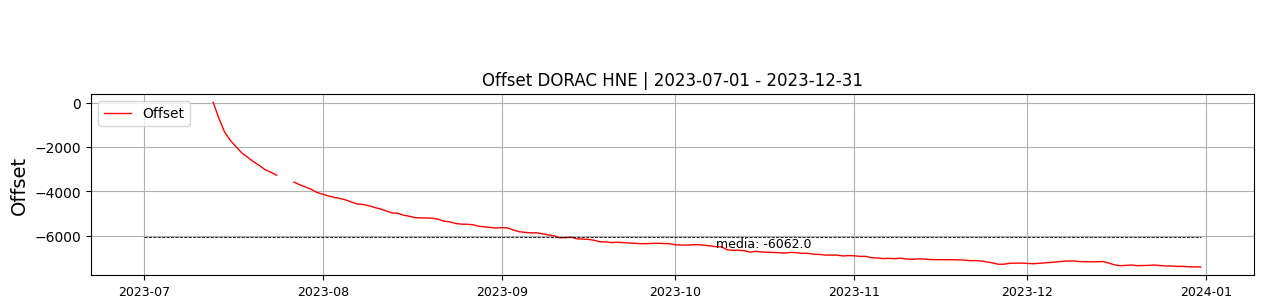 Offset DORAC HNE | 2023-07-01 - 2023-12-31
Offset
Offset
0
−2000
−4000
−6000
media: -6062.0
2023-07
2023-08
2023-09
2023-10
2023-11
2023-12
2024-01